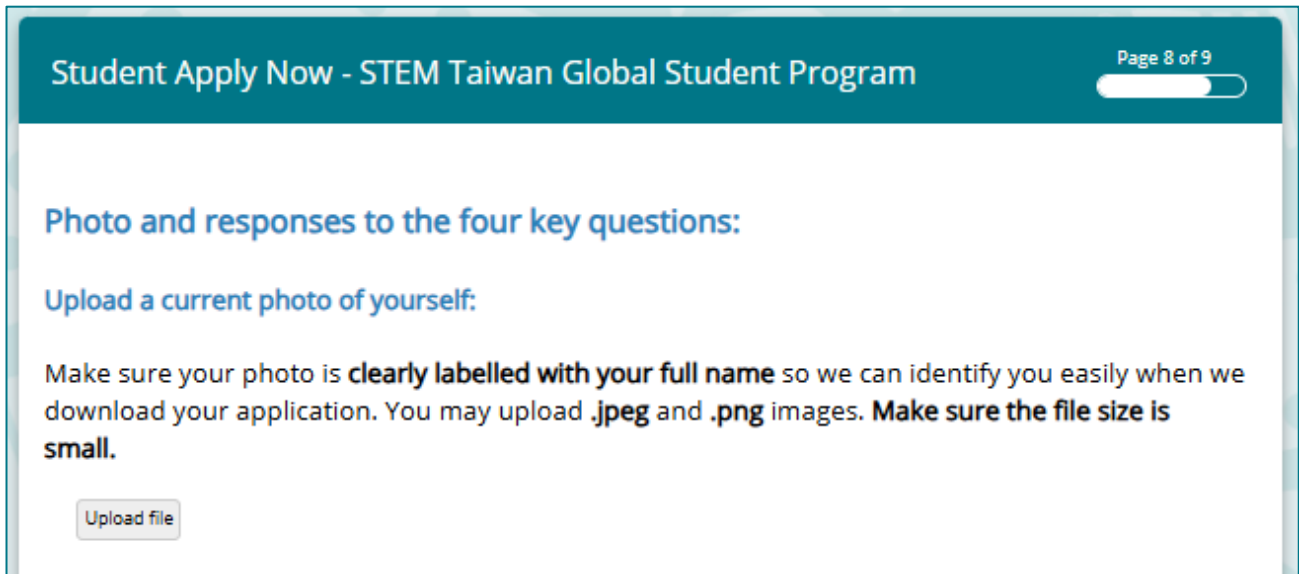 Student Apply Now - STEM Taiwan Global Student Program
Page 8 of 9
Photo and responses to the four key questions:
Upload a current photo of yourself:
Make sure your photo is clearly labelled with your full name so we can identify you easily when we
download your application. You may upload .jpeg and .png images. Make sure the file size is
small.
Upload file